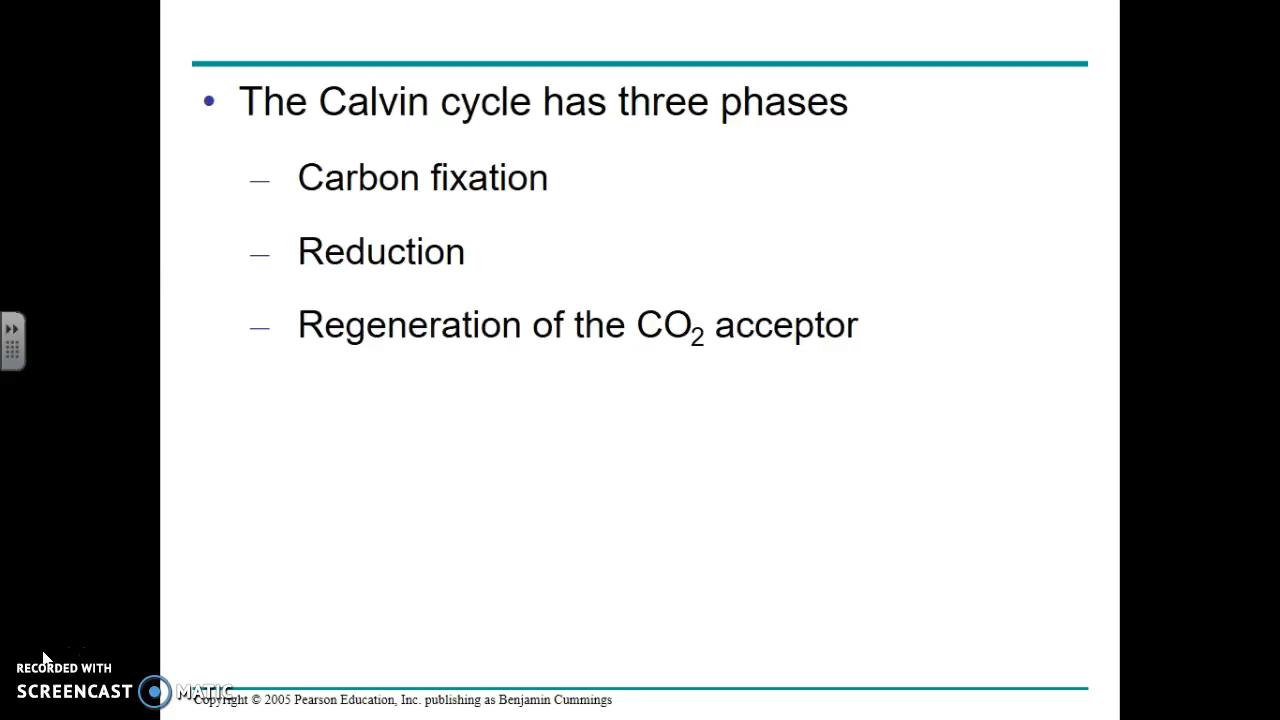 • The Calvin cycle has three phases
– Carbon fixation
– Reduction
– Regeneration of the CO₂ acceptor
RECORDED WITH
SCREENCAST MATIC
Copyright © 2005 Pearson Education, Inc. publishing as Benjamin Cummings